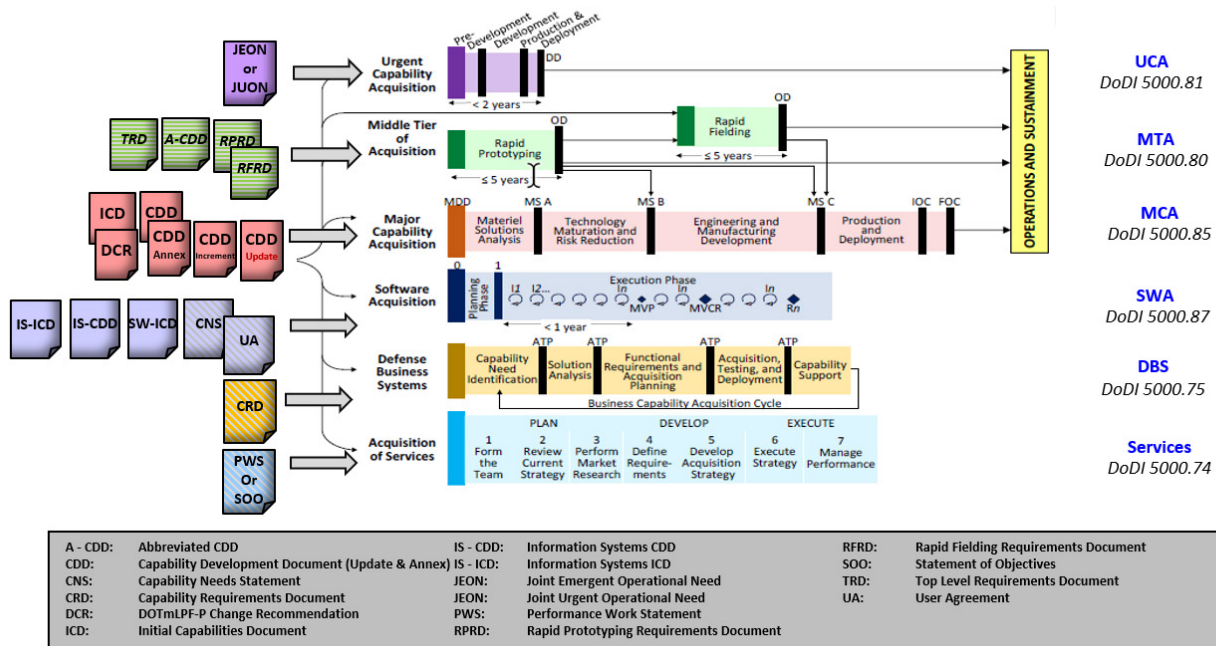 JEON
or
JUON
Urgent
Capability
Acquisition
Pre-
Development
Development
Production &
Deployment
DD
< 2 years
UCA
DoDI 5000.81
TRD
A-CDD
RPRD
RFRD
Middle Tier
of
Acquisition
Rapid
Prototyping
OD
≤ 5 years
Rapid
Fielding
OD
≤ 5 years
MTA
DoDI 5000.80
ICD
CDD
DCR
CDD
Annex
CDD
Increment
CDD
Update
Major
Capability
Acquisition
MDD
Materiel
Solutions
Analysis
MS A
Technology
Maturation and
Risk Reduction
MS B
Engineering and
Manufacturing
Development
MS C
Production
and
Deployment
IOC
FOC
OPERATIONS AND SUSTAINMENT
MCA
DoDI 5000.85
IS-ICD
IS-CDD
SW-ICD
CNS
UA
Software
Acquisition
0
Planning
Phase
1
Execution Phase
I1
I2...
In
MVP
In
MVCR
In
Rn
< 1 year
SWA
DoDI 5000.87
CRD
Defense
Business
Systems
Capability
Need
Identification
ATP
Solution
Analysis
ATP
Functional
Requirements and
Acquisition
Planning
ATP
Acquisition,
Testing, and
Deployment
ATP
Capability
Support
Business Capability Acquisition Cycle
DBS
DoDI 5000.75
PWS
Or
SOO
Acquisition
of Services
PLAN
DEVELOP
EXECUTE
1
Form
the
Team
2
Review
Current
Strategy
3
Perform
Market
Research
4
Define
Require-
ments
5
Develop
Acquisition
Strategy
6
Execute
Strategy
7
Manage
Performance
Services
DoDI 5000.74
A - CDD: Abbreviated CDD
CDD: Capability Development Document (Update & Annex)
CNS: Capability Needs Statement
CRD: Capability Requirements Document
DCR: DOTmLPF-P Change Recommendation
ICD: Initial Capabilities Document
IS - CDD: Information Systems CDD
IS - ICD: Information Systems ICD
JEON: Joint Emergent Operational Need
JEON: Joint Urgent Operational Need
PWS: Performance Work Statement
RPRD: Rapid Prototyping Requirements Document
RFRD: Rapid Fielding Requirements Document
SOO: Statement of Objectives
TRD: Top Level Requirements Document
UA: User Agreement